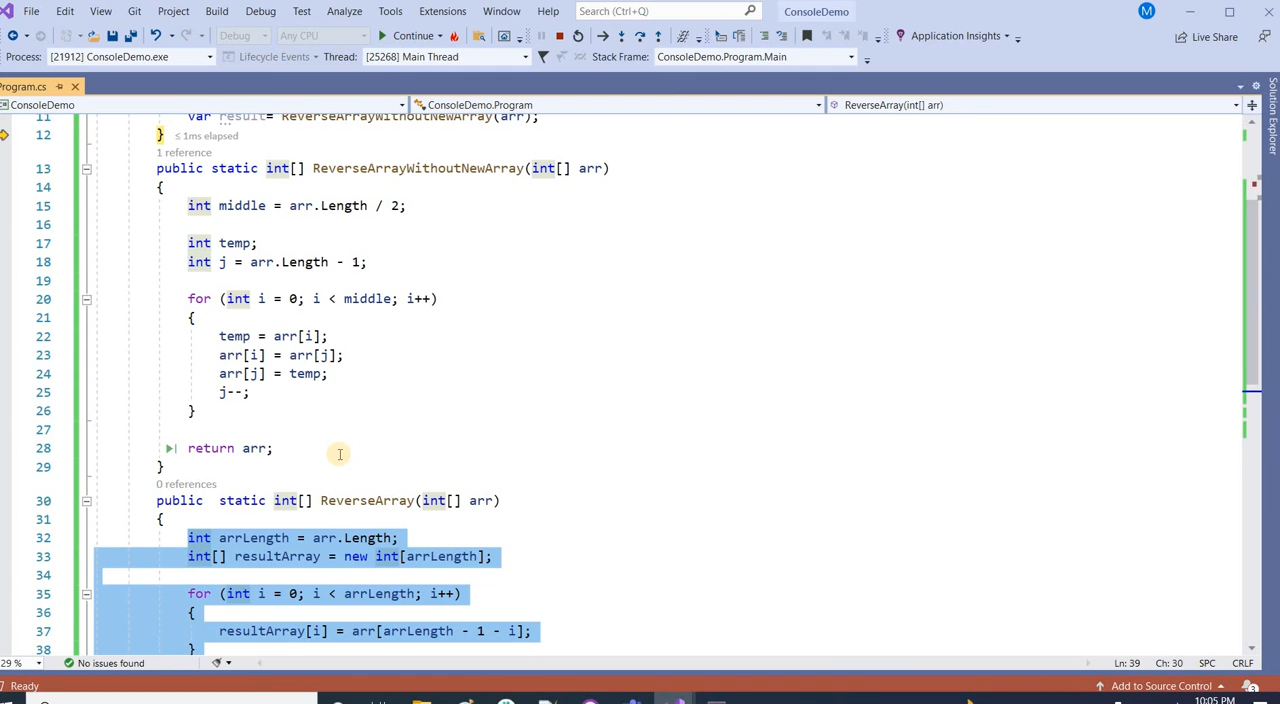 File Edit View Git Project Build Debug Test Analyze Tools Extensions Window Help Search (Ctrl+Q) ConsoleDemo M
Debug Any CPU Continue Application Insights Live Share
Process: [21912] ConsoleDemo.exe Lifecycle Events Thread: [25268] Main Thread Stack Frame: ConsoleDemo.Program.Main
Program.cs
ConsoleDemo ConsoleDemo.Program ReverseArray(int[] arr)
Solution Explorer
11 var result= ReverseArrayWithoutNewArray(arr);
12 } ≤ 1ms elapsed
1 reference
13 public static int[] ReverseArrayWithoutNewArray(int[] arr)
14 {
15 int middle = arr.Length / 2;
16
17 int temp;
18 int j = arr.Length - 1;
19
20 for (int i = 0; i < middle; i++)
21 {
22 temp = arr[i];
23 arr[i] = arr[j];
24 arr[j] = temp;
25 j--;
26 }
27
28 return arr;
29 }
0 references
30 public static int[] ReverseArray(int[] arr)
31 {
32 int arrLength = arr.Length;
33 int[] resultArray = new int[arrLength];
34
35 for (int i = 0; i < arrLength; i++)
36 {
37 resultArray[i] = arr[arrLength - 1 - i];
38 }
29 % No issues found Ln: 39 Ch: 30 SPC CRLF
Ready Add to Source Control 3
10:05 PM